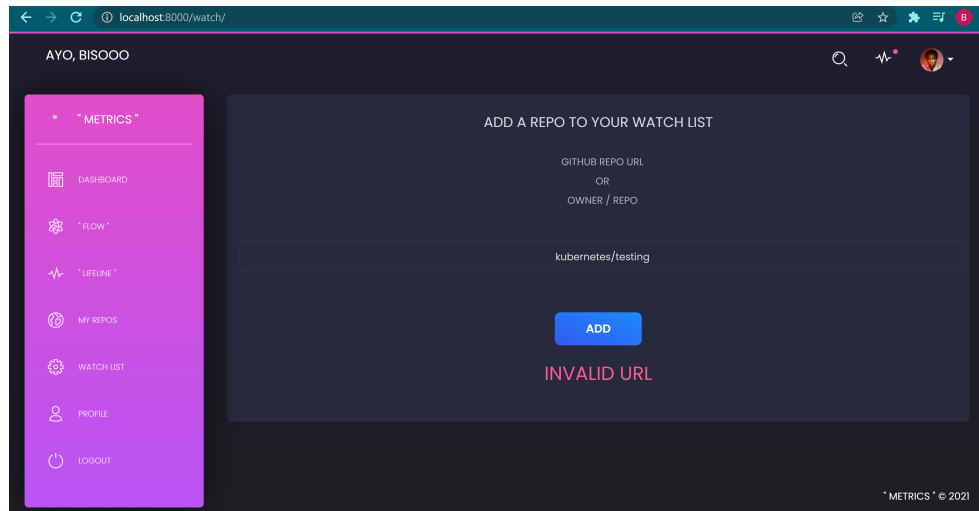 localhost:8000/watch/
B
AYO, BISOOO
" METRICS "
DASHBOARD
" FLOW "
" LIFELINE "
MY REPOS
WATCH LIST
PROFILE
LOGOUT
ADD A REPO TO YOUR WATCH LIST
GITHUB REPO URL
OR
OWNER / REPO
kubernetes/testing
ADD
INVALID URL
" METRICS " © 2021